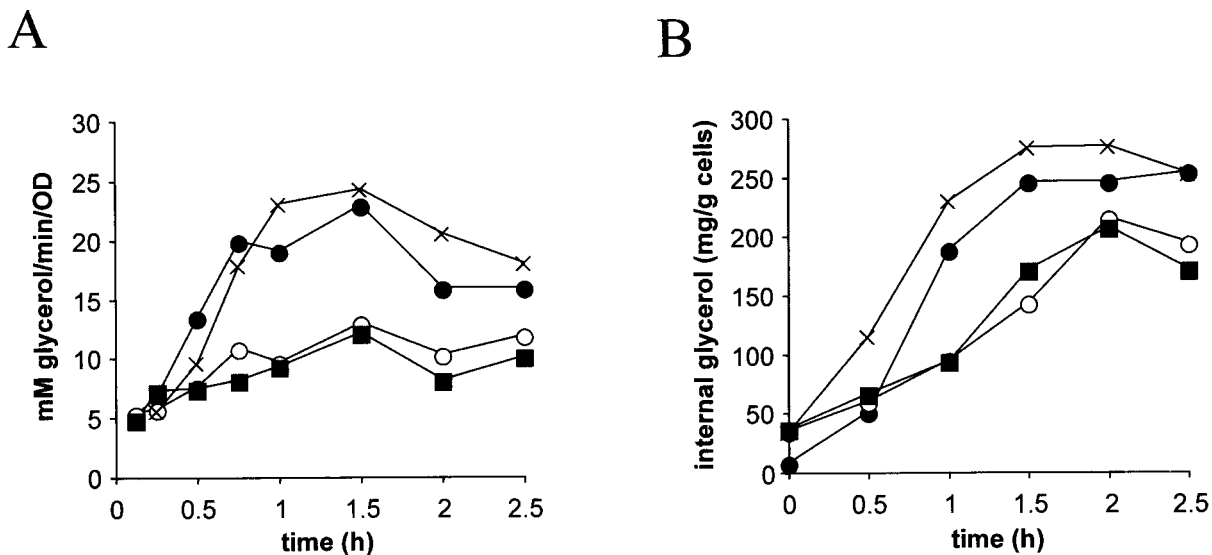 A
B
mM glycerol/min/OD
30
25
20
15
10
5
0
0 0.5 1 1.5 2 2.5
time (h)
internal glycerol (mg/g cells)
300
250
200
150
100
50
0
0 0.5 1 1.5 2 2.5
time (h)